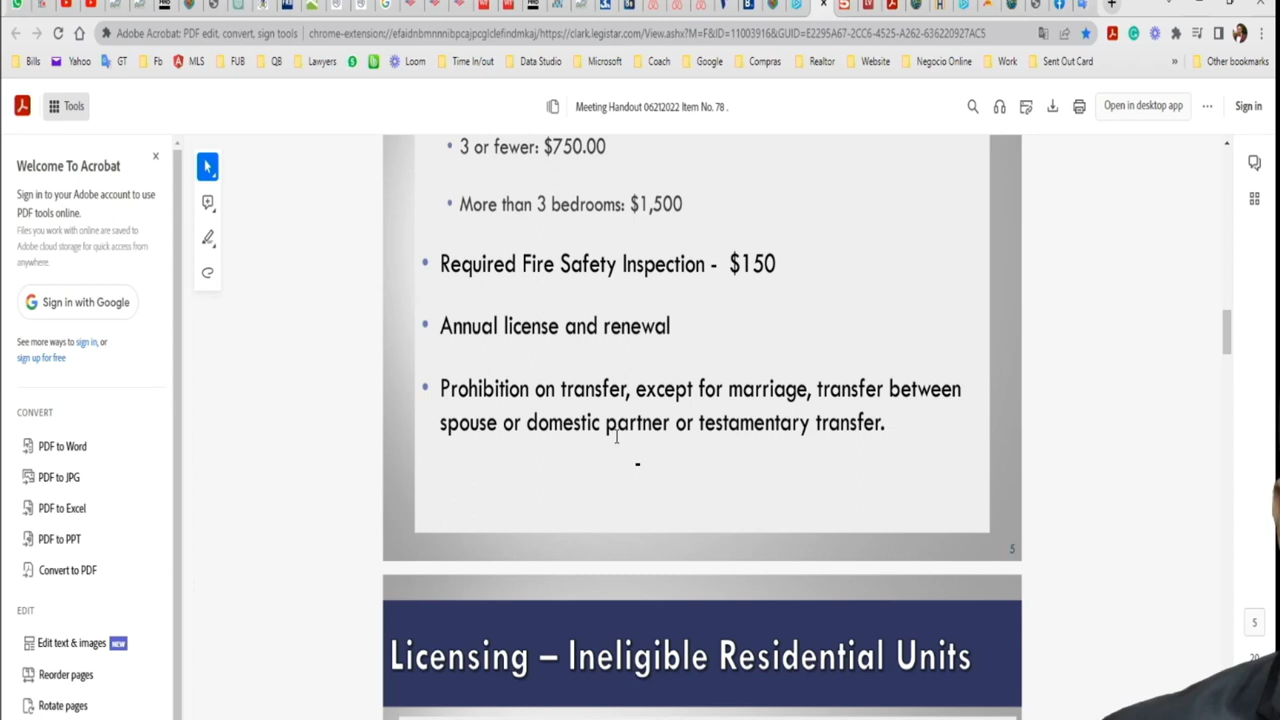 Adobe Acrobat: PDF edit, convert, sign tools | chrome-extension://efaidnbmnnnibpcajpcglclefindmkaj/https://clark.legistar.com/View.ashx?M=F&ID=11003916&GUID=E2295A67-2CC6-4525-A262-636220927AC5
Bills Yahoo GT Fb MLS FUB QB Lawyers Loom Time In/out Data Studio Microsoft Coach Google Compras Realtor Website Negocio Online Work Sent Out Card » Other bookmarks
Tools
Meeting Handout 06212022 Item No. 78 .
Open in desktop app
Sign in
Welcome To Acrobat
Sign in to your Adobe account to use
PDF tools online.
Files you work with online are saved to
Adobe cloud storage for quick access from
anywhere.
Sign in with Google
See more ways to sign in, or
sign up for free
CONVERT
PDF to Word
PDF to JPG
PDF to Excel
PDF to PPT
Convert to PDF
EDIT
Edit text & images NEW
Reorder pages
Rotate pages
• 3 or fewer: $750.00
• More than 3 bedrooms: $1,500
• Required Fire Safety Inspection - $150
• Annual license and renewal
• Prohibition on transfer, except for marriage, transfer between
spouse or domestic partner or testamentary transfer.
-
5
Licensing – Ineligible Residential Units
5